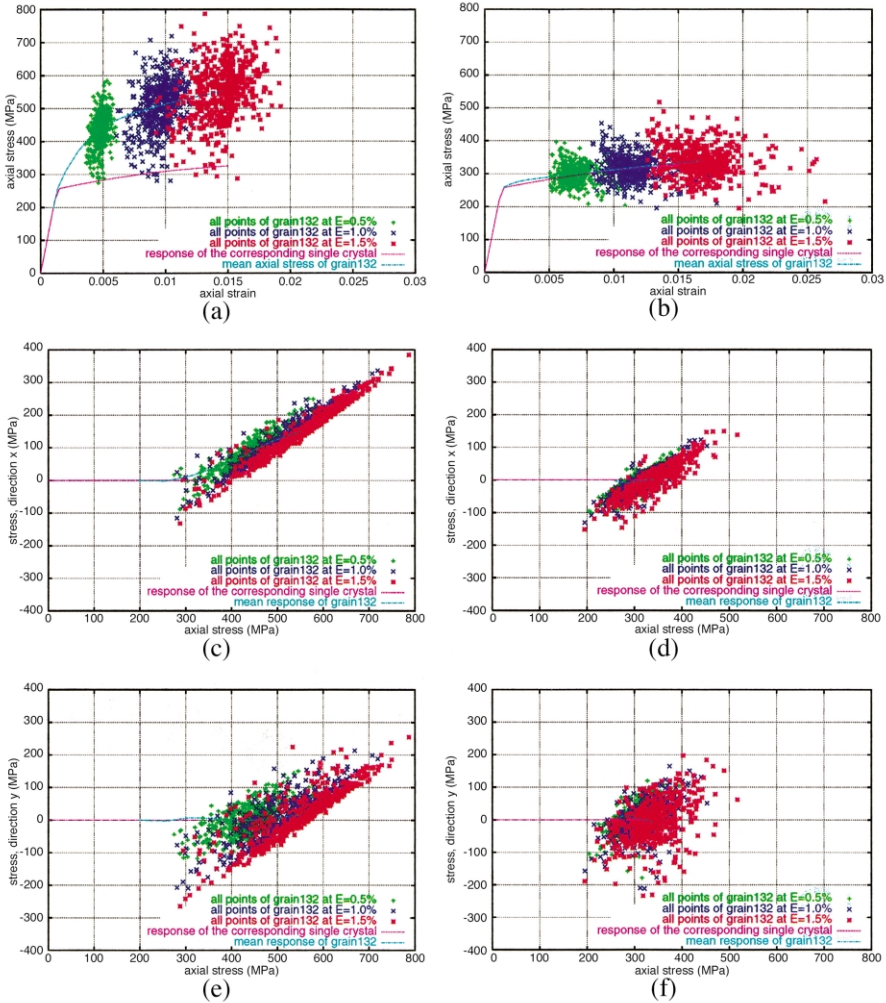 800
700
600
500
400
300
200
100
0
axial stress (MPa)
all points of grain132 at E=0.5%
all points of grain132 at E=1.0%
all points of grain132 at E=1.5%
response of the corresponding single crystal
mean axial stress of grain132
0 0.005 0.01 0.015 0.02 0.025 0.03
axial strain
(a)
800
700
600
500
400
300
200
100
0
axial stress (MPa)
all points of grain132 at E=0.5%
all points of grain132 at E=1.0%
all points of grain132 at E=1.5%
response of the corresponding single crystal
mean axial stress of grain132
0 0.005 0.01 0.015 0.02 0.025 0.03
axial strain
(b)
400
300
200
100
0
-100
-200
-300
-400
stress, direction x (MPa)
all points of grain132 at E=0.5%
all points of grain132 at E=1.0%
all points of grain132 at E=1.5%
response of the corresponding single crystal
mean response of grain132
0 100 200 300 400 500 600 700 800
axial stress (MPa)
(c)
400
300
200
100
0
-100
-200
-300
-400
stress, direction x (MPa)
all points of grain132 at E=0.5%
all points of grain132 at E=1.0%
all points of grain132 at E=1.5%
response of the corresponding single crystal
mean response of grain132
0 100 200 300 400 500 600 700 800
axial stress (MPa)
(d)
400
300
200
100
0
-100
-200
-300
-400
stress, direction y (MPa)
all points of grain132 at E=0.5%
all points of grain132 at E=1.0%
all points of grain132 at E=1.5%
response of the corresponding single crystal
mean response of grain132
0 100 200 300 400 500 600 700 800
axial stress (MPa)
(e)
400
300
200
100
0
-100
-200
-300
-400
stress, direction y (MPa)
all points of grain132 at E=0.5%
all points of grain132 at E=1.0%
all points of grain132 at E=1.5%
response of the corresponding single crystal
mean response of grain132
0 100 200 300 400 500 600 700 800
axial stress (MPa)
(f)